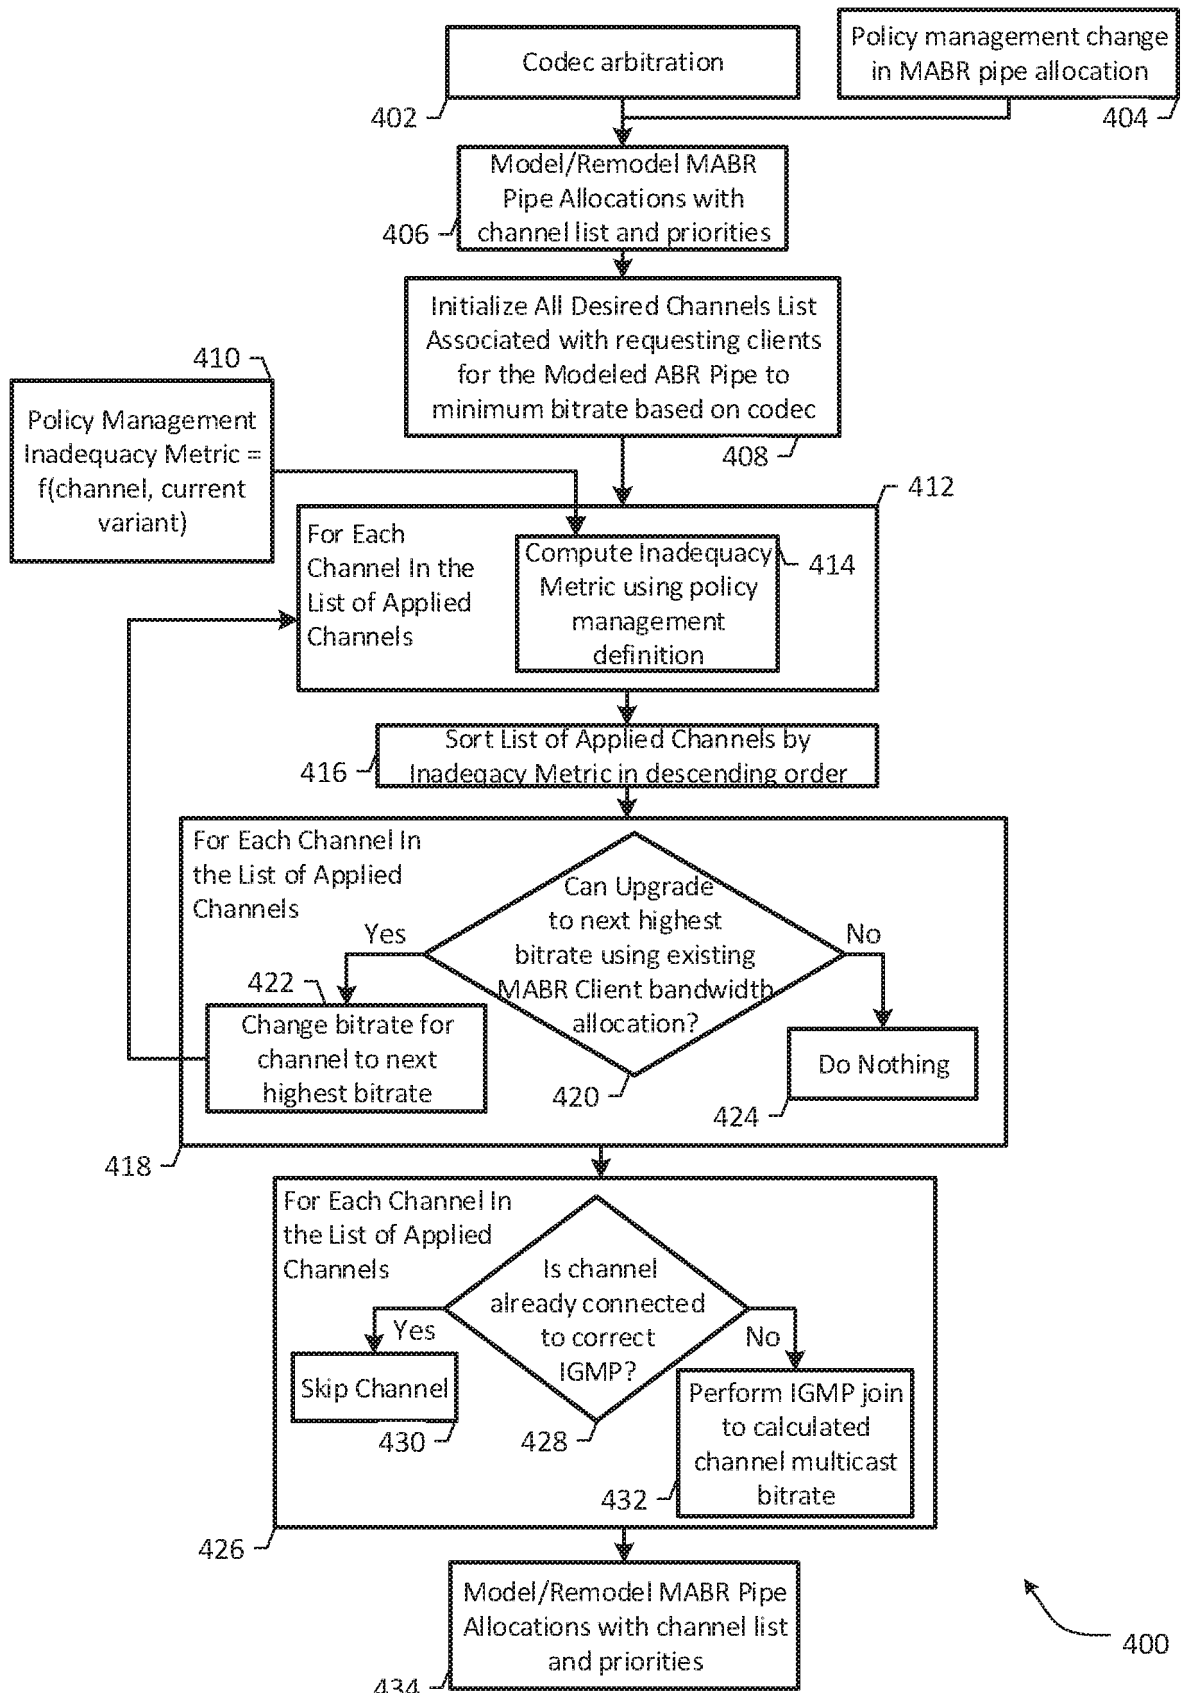 Codec arbitration
402
Policy management change
in MABR pipe allocation
404
Model/Remodel MABR
Pipe Allocations with
channel list and priorities
406
Initialize All Desired Channels List
Associated with requesting clients
for the Modeled ABR Pipe to
minimum bitrate based on codec
408
410
Policy Management
Inadequacy Metric =
f(channel, current
variant)
412
For Each
Channel In the
List of Applied
Channels
Compute Inadequacy
Metric using policy
management
definition
414
Sort List of Applied Channels by
Inadeqacy Metric in descending order
416
For Each Channel In
the List of Applied
Channels
Can Upgrade
to next highest
bitrate using existing
MABR Client bandwidth
allocation?
Yes
No
422
Change bitrate for
channel to next
highest bitrate
420
Do Nothing
424
418
For Each Channel In
the List of Applied
Channels
Is channel
already connected
to correct
IGMP?
Yes
No
Skip Channel
430
428
Perform IGMP join
to calculated
channel multicast
bitrate
432
426
Model/Remodel MABR Pipe
Allocations with channel list
and priorities
434
400